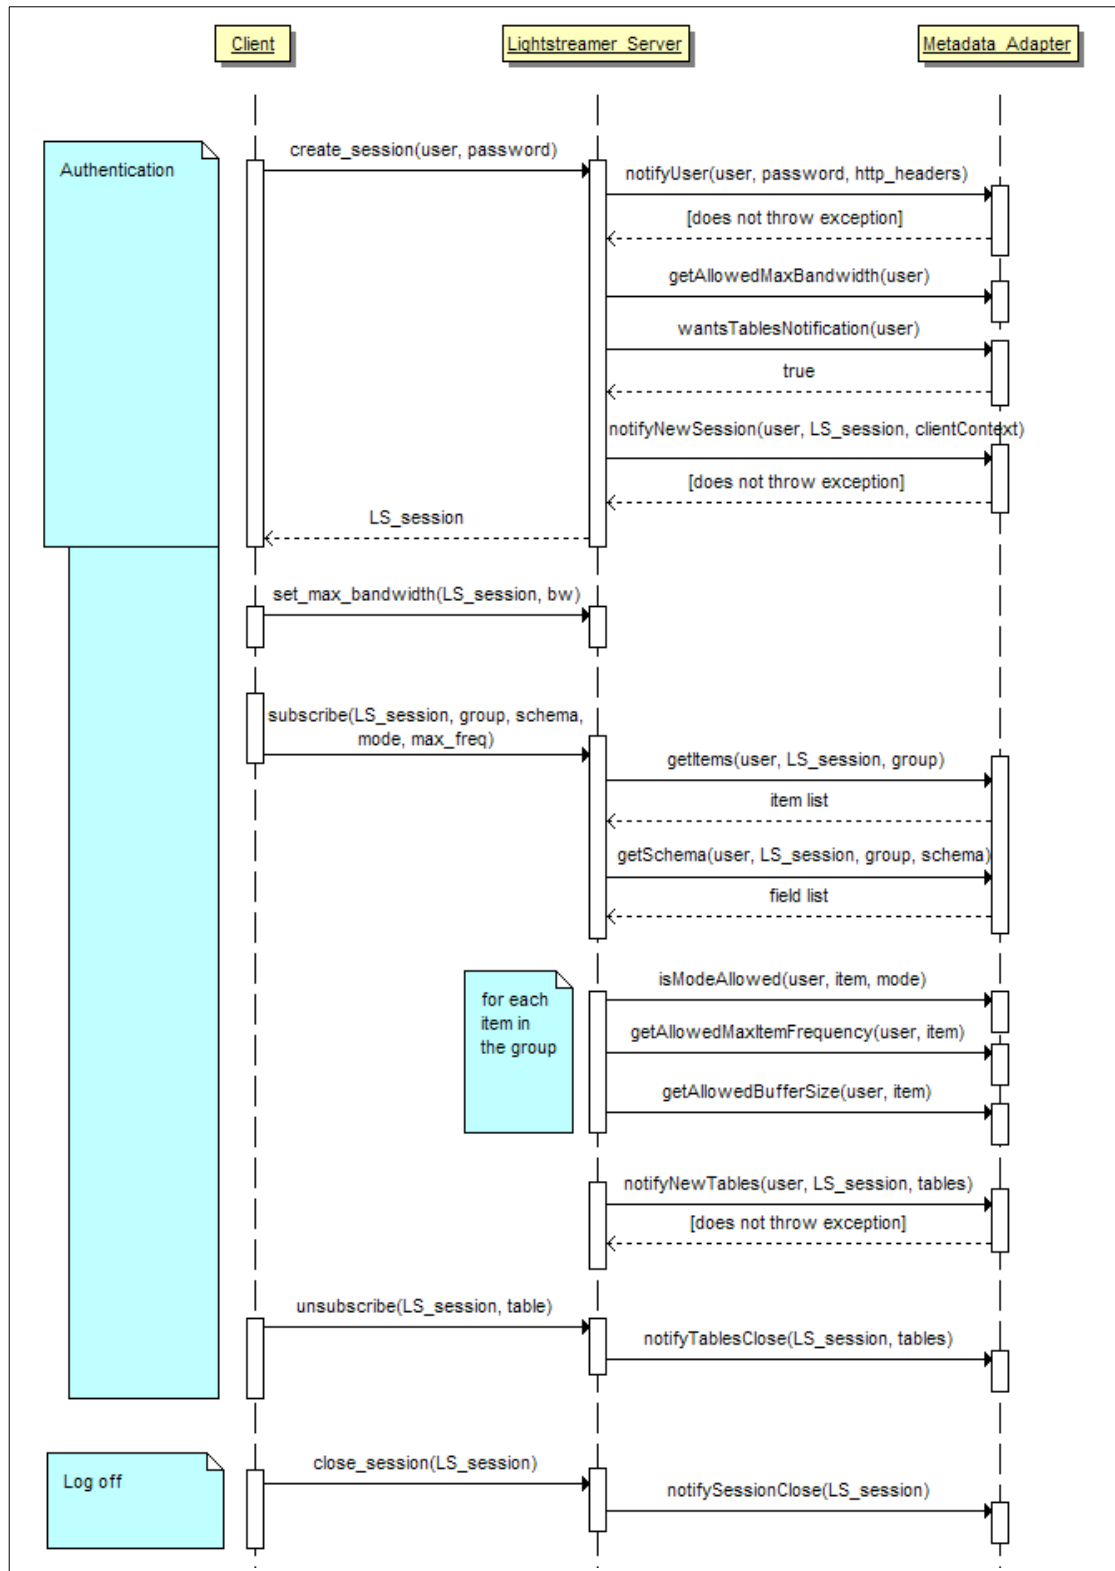 Client
Lightstreamer_Server
Metadata_Adapter
Authentication
create_session(user, password)
notifyUser(user, password, http_headers)
[does not throw exception]
getAllowedMaxBandwidth(user)
wantsTablesNotification(user)
true
notifyNewSession(user, LS_session, clientContext)
[does not throw exception]
LS_session
set_max_bandwidth(LS_session, bw)
subscribe(LS_session, group, schema,
mode, max_freq)
getItems(user, LS_session, group)
item list
getSchema(user, LS_session, group, schema)
field list
for each
item in
the group
isModeAllowed(user, item, mode)
getAllowedMaxItemFrequency(user, item)
getAllowedBufferSize(user, item)
notifyNewTables(user, LS_session, tables)
[does not throw exception]
unsubscribe(LS_session, table)
notifyTablesClose(LS_session, tables)
Log off
close_session(LS_session)
notifySessionClose(LS_session)